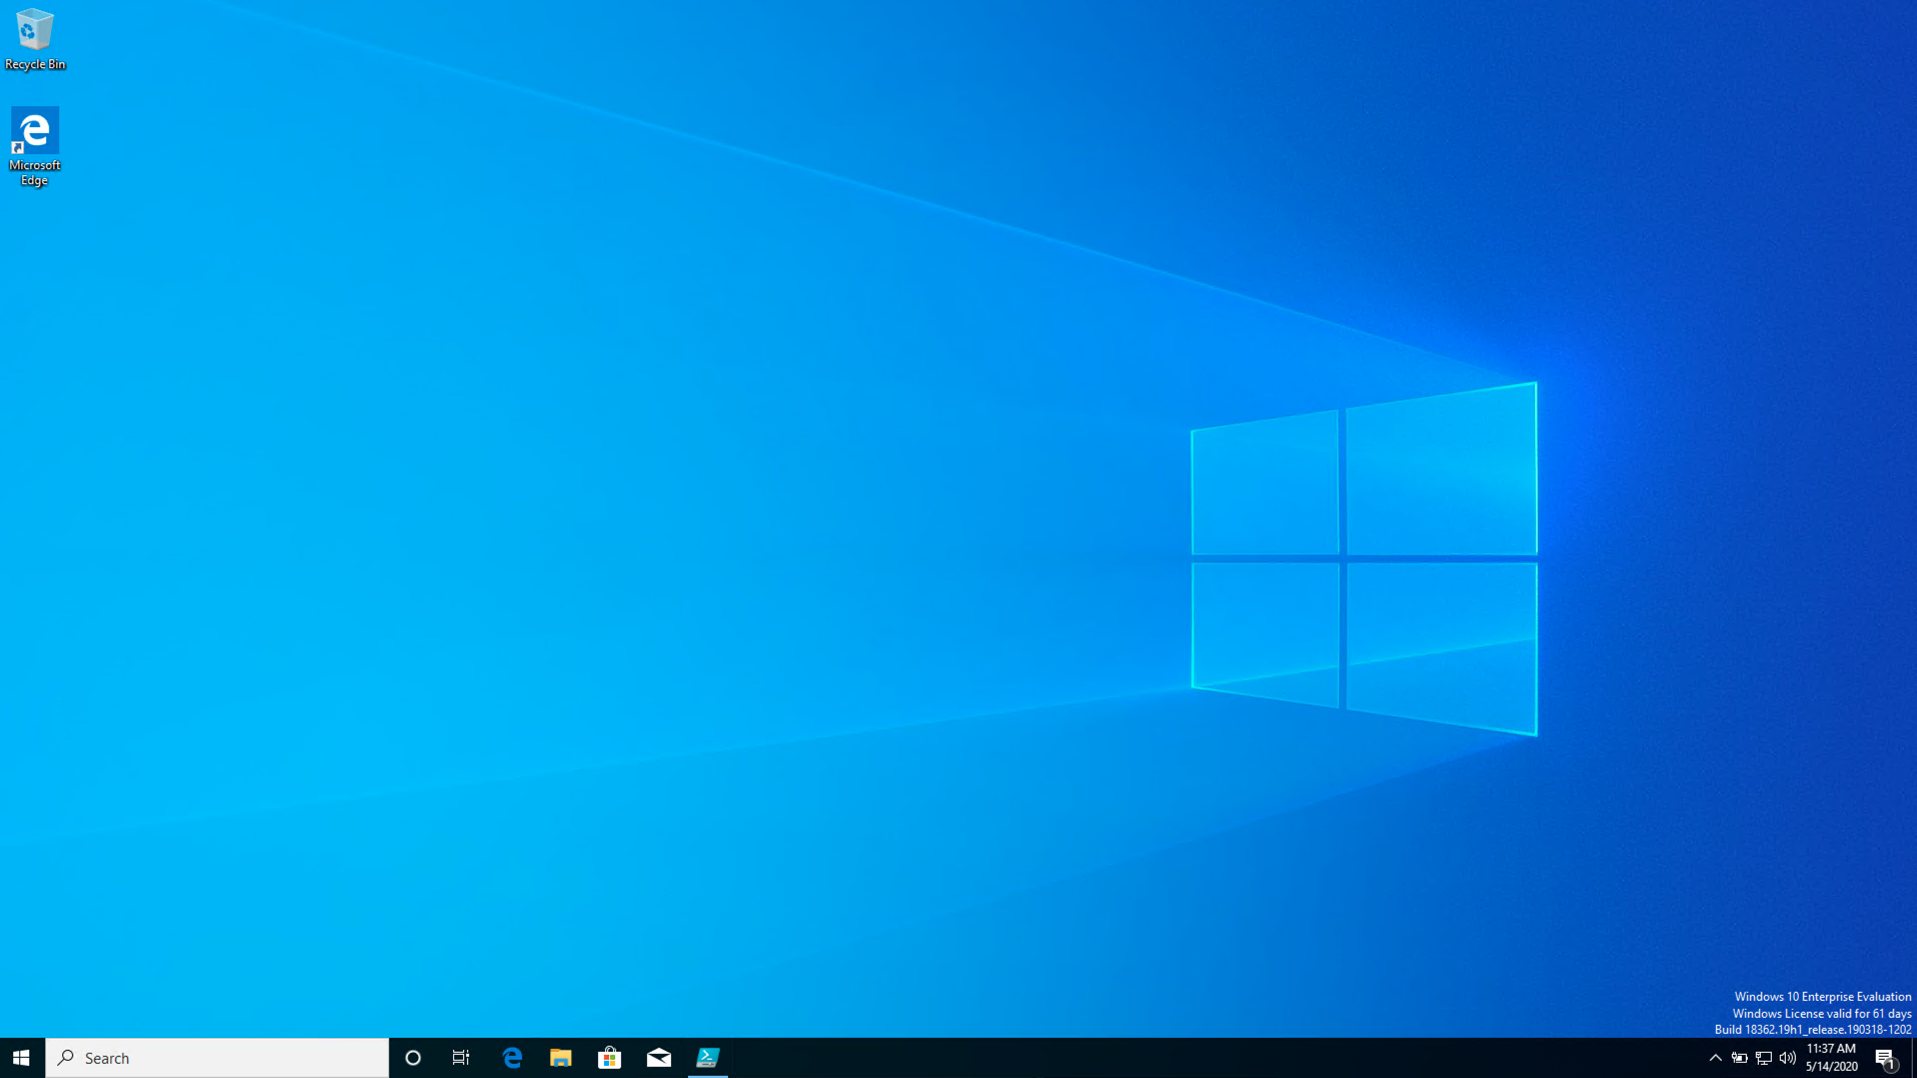 Recycle Bin
Microsoft
Edge
Windows 10 Enterprise Evaluation
Windows License valid for 61 days
Build 18362.19h1_release.190318-1202
Search
11:37 AM
5/14/2020
1